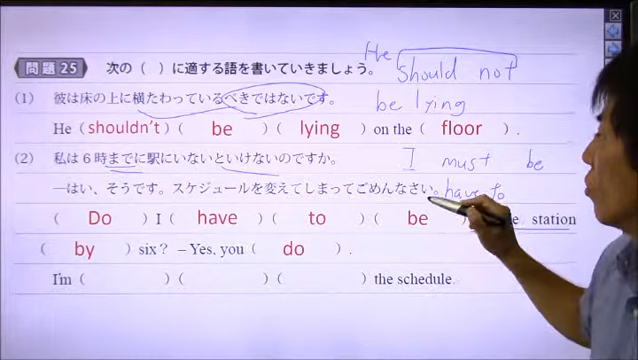 問題25 次の（ ）に適する語を書いていきましょう。
He should not
(1) 彼は床の上に横たわっているべきではないです。
be lying
He (shouldn't) ( be ) ( lying ) on the ( floor ).
(2) 私は6時までに駅にいないといけないのですか。
I must be
—はい、そうです。スケジュールを変えてしまってごめんなさい。
have to
( Do ) I ( have ) ( to ) ( be ) station
( by ) six? – Yes, you ( do ).
I'm ( ) ( ) ( ) the schedule.